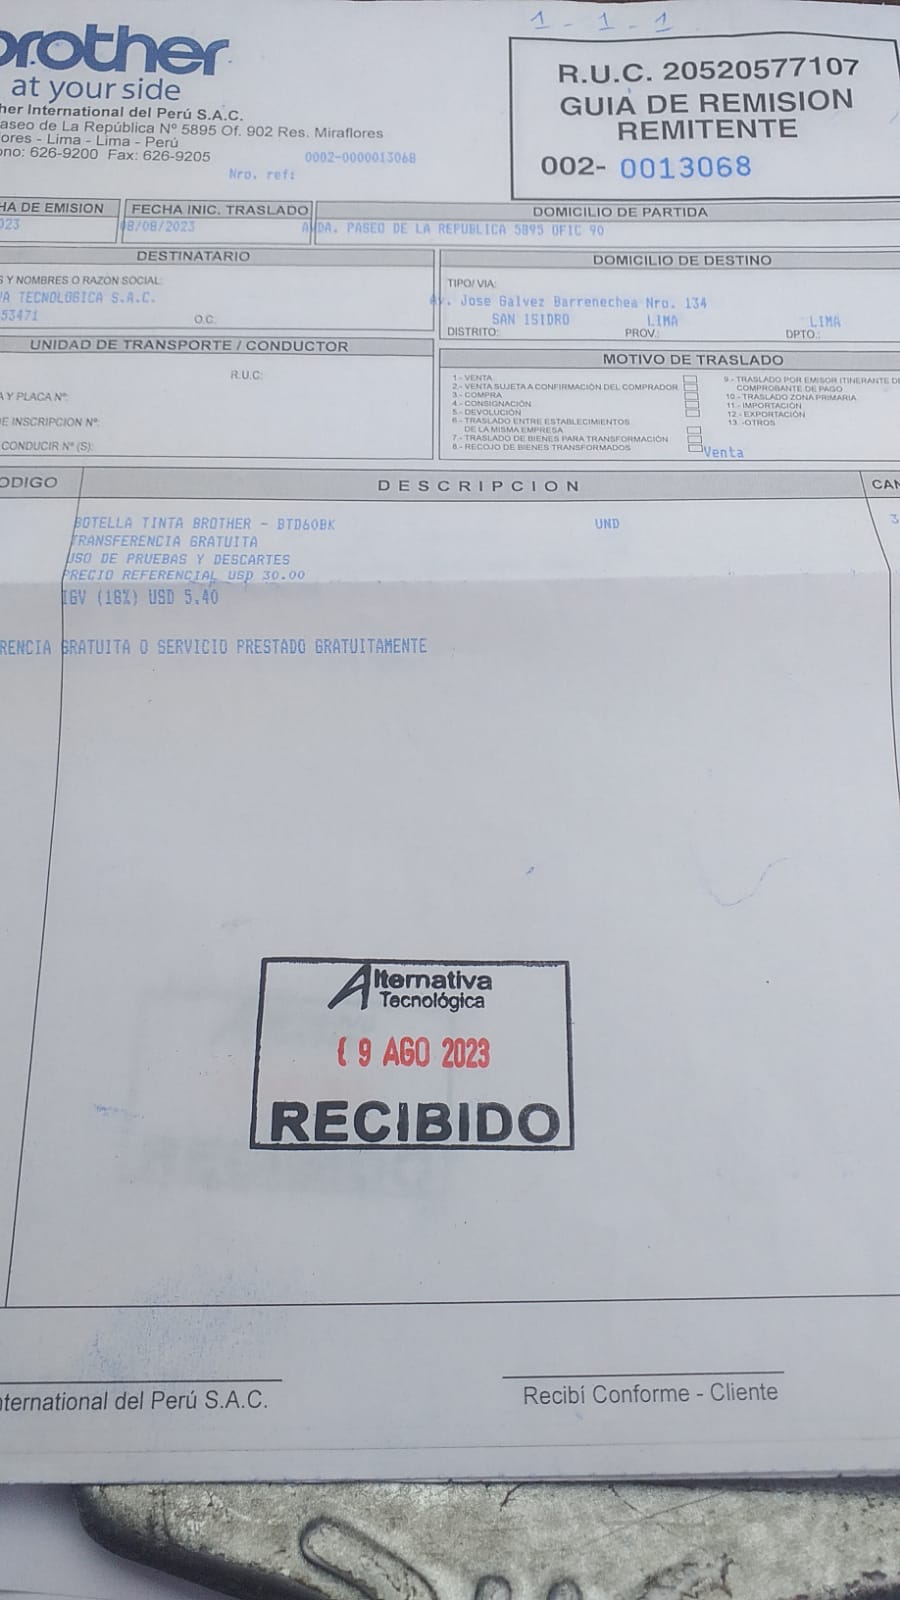 1 - 1 - 1
brother
at your side
her International del Perú S.A.C.
aseo de La República Nº 5895 Of. 902 Res. Miraflores
ores - Lima - Lima - Perú
ono: 626-9200 Fax: 626-9205
0002-0000013068
Nro. ref:
R.U.C. 20520577107
GUIA DE REMISION
REMITENTE
002- 0013068
HA DE EMISION
023
FECHA INIC. TRASLADO
08/08/2023
DOMICILIO DE PARTIDA
AVDA. PASEO DE LA REPUBLICA 5895 OFIC 90
DESTINATARIO
S Y NOMBRES O RAZON SOCIAL:
VA TECNOLOGICA S.A.C.
53471
O.C.
DOMICILIO DE DESTINO
TIPO/ VIA:
Av. Jose Galvez Barrenechea Nro. 134
SAN ISIDRO LIMA LIMA
DISTRITO: PROV.: DPTO.:
UNIDAD DE TRANSPORTE / CONDUCTOR
R.U.C:
A Y PLACA Nº:
E INSCRIPCION Nº:
CONDUCIR Nº (S):
MOTIVO DE TRASLADO
1.- VENTA
2.- VENTA SUJETA A CONFIRMACIÓN DEL COMPRADOR
3.- COMPRA
4.- CONSIGNACIÓN
5.- DEVOLUCIÓN
6.- TRASLADO ENTRE ESTABLECIMIENTOS
DE LA MISMA EMPRESA
7.- TRASLADO DE BIENES PARA TRANSFORMACIÓN
8.- RECOJO DE BIENES TRANSFORMADOS
9.- TRASLADO POR EMISOR ITINERANTE DE
COMPROBANTE DE PAGO
10.- TRASLADO ZONA PRIMARIA
11.- IMPORTACIÓN
12.- EXPORTACIÓN
13. -OTROS
Venta
ODIGO
DESCRIPCION
CAN
BOTELLA TINTA BROTHER - BTD60BK UND 3
TRANSFERENCIA GRATUITA
USO DE PRUEBAS Y DESCARTES
PRECIO REFERENCIAL USD 30.00
IGV (18%) USD 5.40
RENCIA GRATUITA O SERVICIO PRESTADO GRATUITAMENTE
Alternativa
Tecnológica
9 AGO 2023
RECIBIDO
nternational del Perú S.A.C.
Recibí Conforme - Cliente